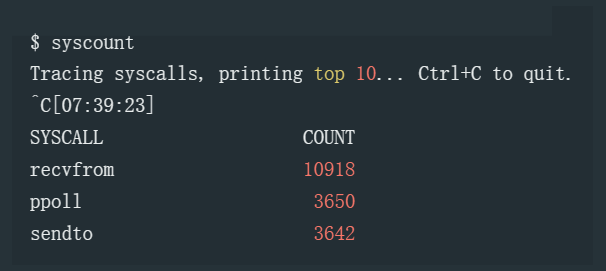 $ syscount
Tracing syscalls, printing top 10... Ctrl+C to quit.
^C[07:39:23]
SYSCALL                   COUNT
recvfrom                  10918
ppoll                      3650
sendto                     3642